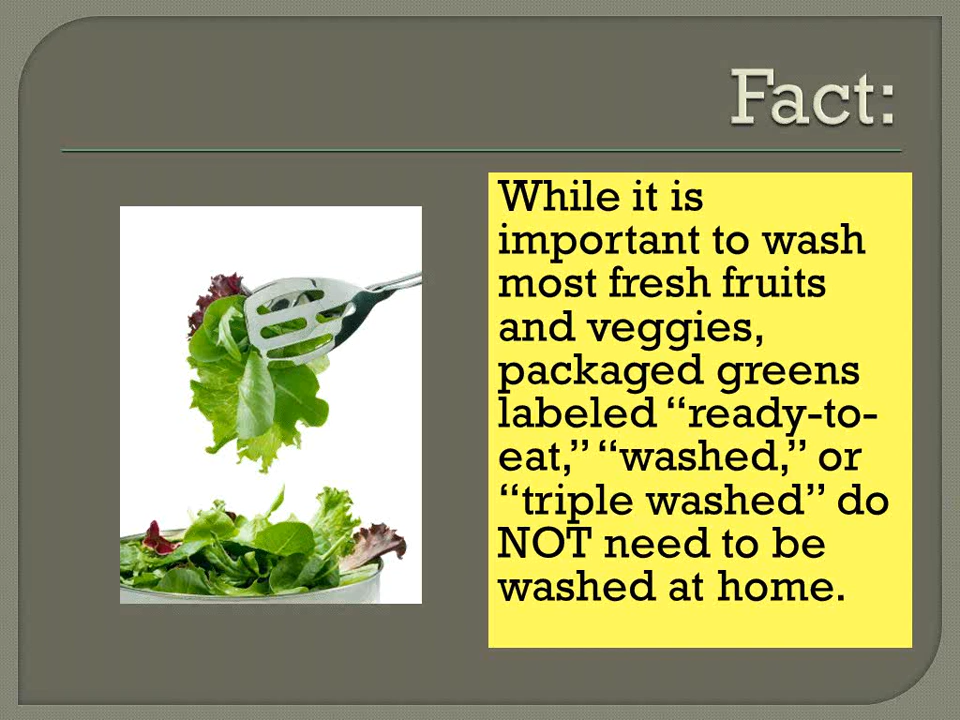 Fact:
While it is
important to wash
most fresh fruits
and veggies,
packaged greens
labeled “ready-to-
eat,” “washed,” or
“triple washed” do
NOT need to be
washed at home.